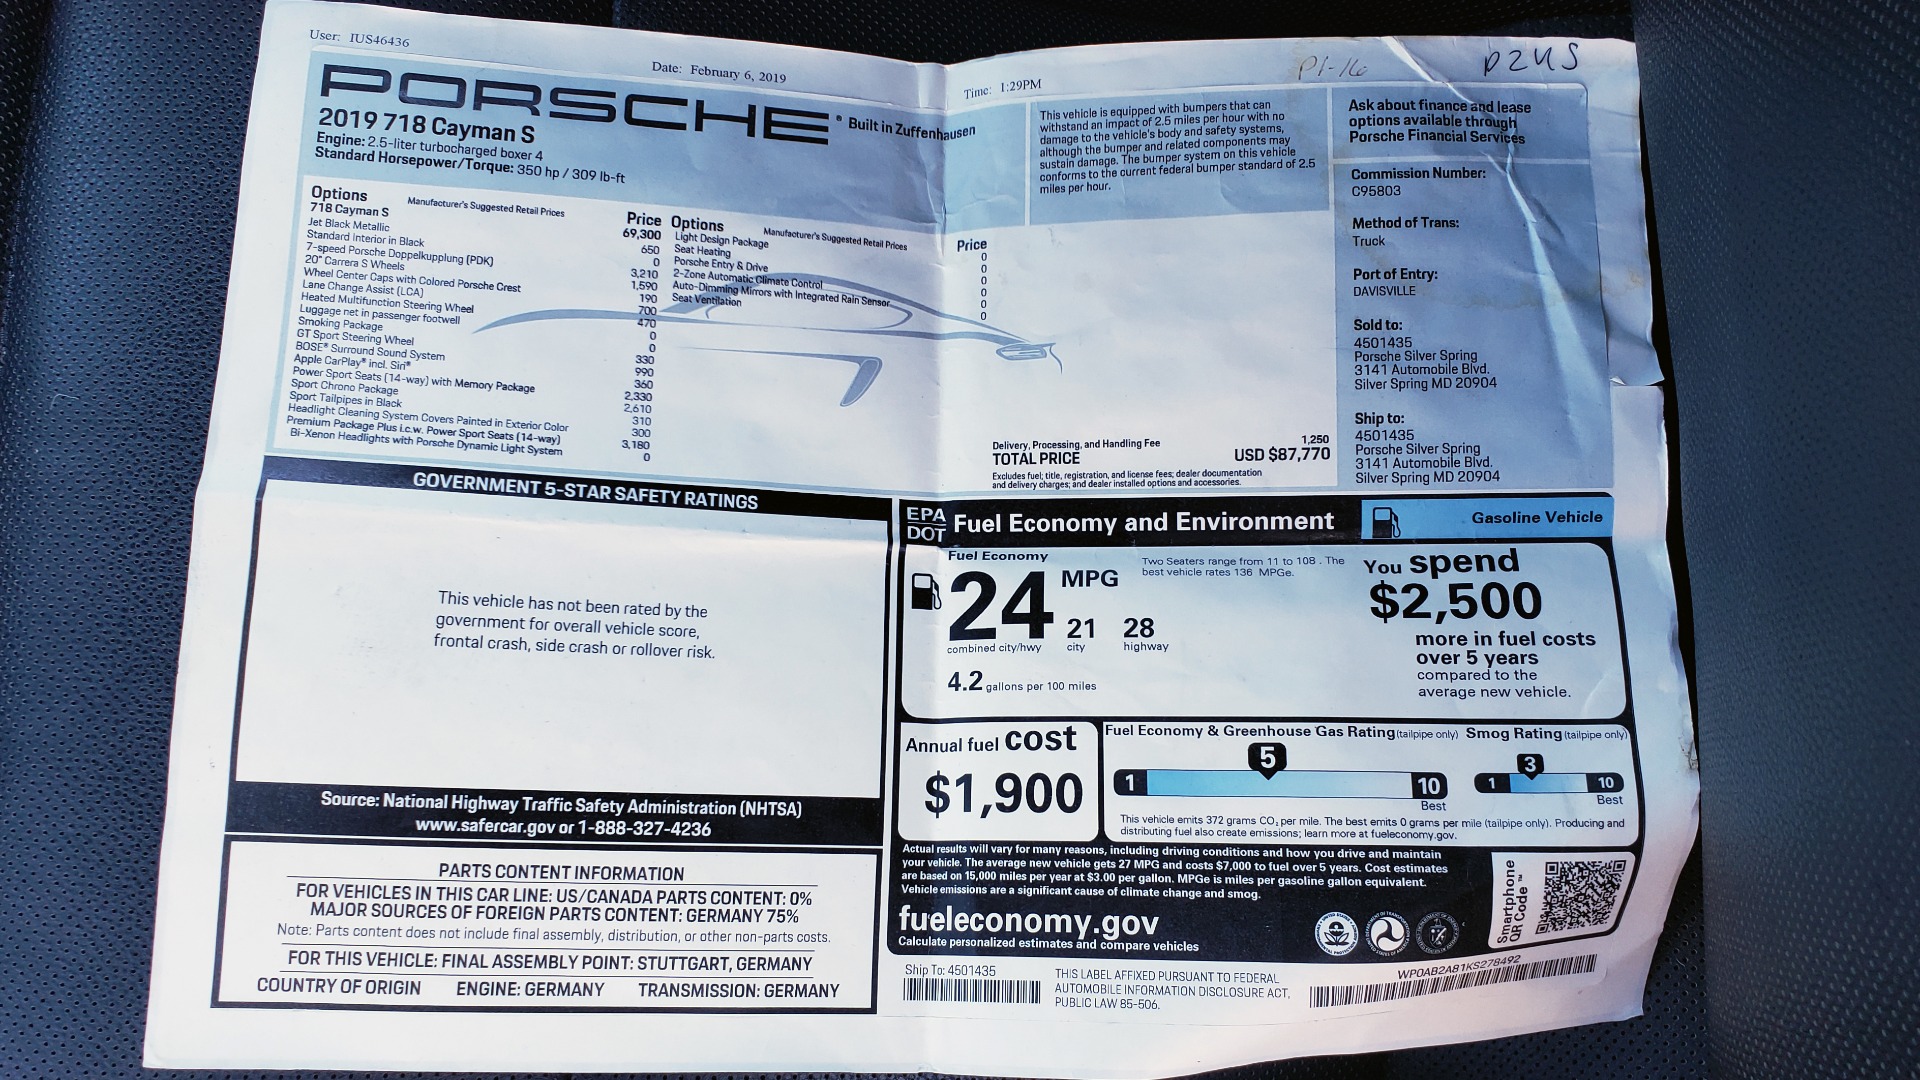 User: IUS46436
Date: February 6, 2019
Time: 1:29PM
P1-16
D2US
PORSCHE
Built in Zuffenhausen
2019 718 Cayman S
Engine: 2.5-liter turbocharged boxer 4
Standard Horsepower/Torque: 350 hp / 309 lb-ft
Options Manufacturer's Suggested Retail Prices Price
718 Cayman S 69,300
Jet Black Metallic 650
Standard Interior in Black 0
7-speed Porsche Doppelkupplung (PDK) 3,210
20" Carrera S Wheels 1,590
Wheel Center Caps with Colored Porsche Crest 190
Lane Change Assist (LCA) 700
Heated Multifunction Steering Wheel 470
Luggage net in passenger footwell 0
Smoking Package 0
GT Sport Steering Wheel 330
BOSE® Surround Sound System 990
Apple CarPlay® incl. Siri® 360
Power Sport Seats (14-way) with Memory Package 2,330
Sport Chrono Package 2,610
Sport Tailpipes in Black 310
Headlight Cleaning System Covers Painted in Exterior Color 300
Premium Package Plus i.c.w. Power Sport Seats (14-way) 3,180
Bi-Xenon Headlights with Porsche Dynamic Light System 0
Options Manufacturer's Suggested Retail Prices Price
Light Design Package 0
Seat Heating 0
Porsche Entry & Drive 0
2-Zone Automatic Climate Control 0
Auto-Dimming Mirrors with Integrated Rain Sensor 0
Seat Ventilation 0
This vehicle is equipped with bumpers that can
withstand an impact of 2.5 miles per hour with no
damage to the vehicle's body and safety systems,
although the bumper and related components may
sustain damage. The bumper system on this vehicle
conforms to the current federal bumper standard of 2.5
miles per hour.
Delivery, Processing, and Handling Fee 1,250
TOTAL PRICE USD $87,770
Excludes fuel; title, registration, and license fees; dealer documentation
and delivery charges; and dealer installed options and accessories.
Ask about finance and lease
options available through
Porsche Financial Services
Commission Number:
C95803
Method of Trans:
Truck
Port of Entry:
DAVISVILLE
Sold to:
4501435
Porsche Silver Spring
3141 Automobile Blvd.
Silver Spring MD 20904
Ship to:
4501435
Porsche Silver Spring
3141 Automobile Blvd.
Silver Spring MD 20904
GOVERNMENT 5-STAR SAFETY RATINGS
This vehicle has not been rated by the
government for overall vehicle score,
frontal crash, side crash or rollover risk.
Source: National Highway Traffic Safety Administration (NHTSA)
www.safercar.gov or 1-888-327-4236
PARTS CONTENT INFORMATION
FOR VEHICLES IN THIS CAR LINE: US/CANADA PARTS CONTENT: 0%
MAJOR SOURCES OF FOREIGN PARTS CONTENT: GERMANY 75%
Note: Parts content does not include final assembly, distribution, or other non-parts costs.
FOR THIS VEHICLE: FINAL ASSEMBLY POINT: STUTTGART, GERMANY
COUNTRY OF ORIGIN ENGINE: GERMANY TRANSMISSION: GERMANY
EPA
DOT
Fuel Economy and Environment
Gasoline Vehicle
Fuel Economy
24 MPG
combined city/hwy
21
city
28
highway
4.2 gallons per 100 miles
Two Seaters range from 11 to 108 . The
best vehicle rates 136 MPGe.
You spend
$2,500
more in fuel costs
over 5 years
compared to the
average new vehicle.
Annual fuel cost
$1,900
Fuel Economy & Greenhouse Gas Rating (tailpipe only)
5
1
10
Best
Smog Rating (tailpipe only)
3
1
10
Best
This vehicle emits 372 grams CO₂ per mile. The best emits 0 grams per mile (tailpipe only). Producing and
distributing fuel also create emissions; learn more at fueleconomy.gov.
Actual results will vary for many reasons, including driving conditions and how you drive and maintain
your vehicle. The average new vehicle gets 27 MPG and costs $7,000 to fuel over 5 years. Cost estimates
are based on 15,000 miles per year at $3.00 per gallon. MPGe is miles per gasoline gallon equivalent.
Vehicle emissions are a significant cause of climate change and smog.
fueleconomy.gov
Calculate personalized estimates and compare vehicles
Smartphone
QR Code™
Ship To: 4501435
THIS LABEL AFFIXED PURSUANT TO FEDERAL
AUTOMOBILE INFORMATION DISCLOSURE ACT,
PUBLIC LAW 85-506.
WP0AB2A81KS278492